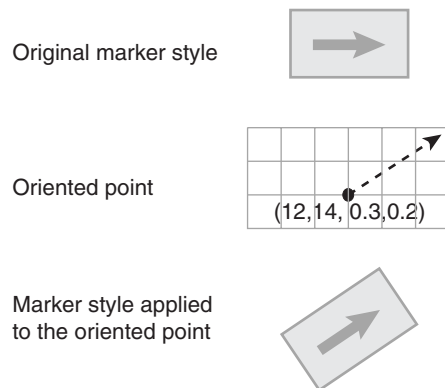 Original marker style
Oriented point
(12,14, 0.3,0.2)
Marker style applied
to the oriented point